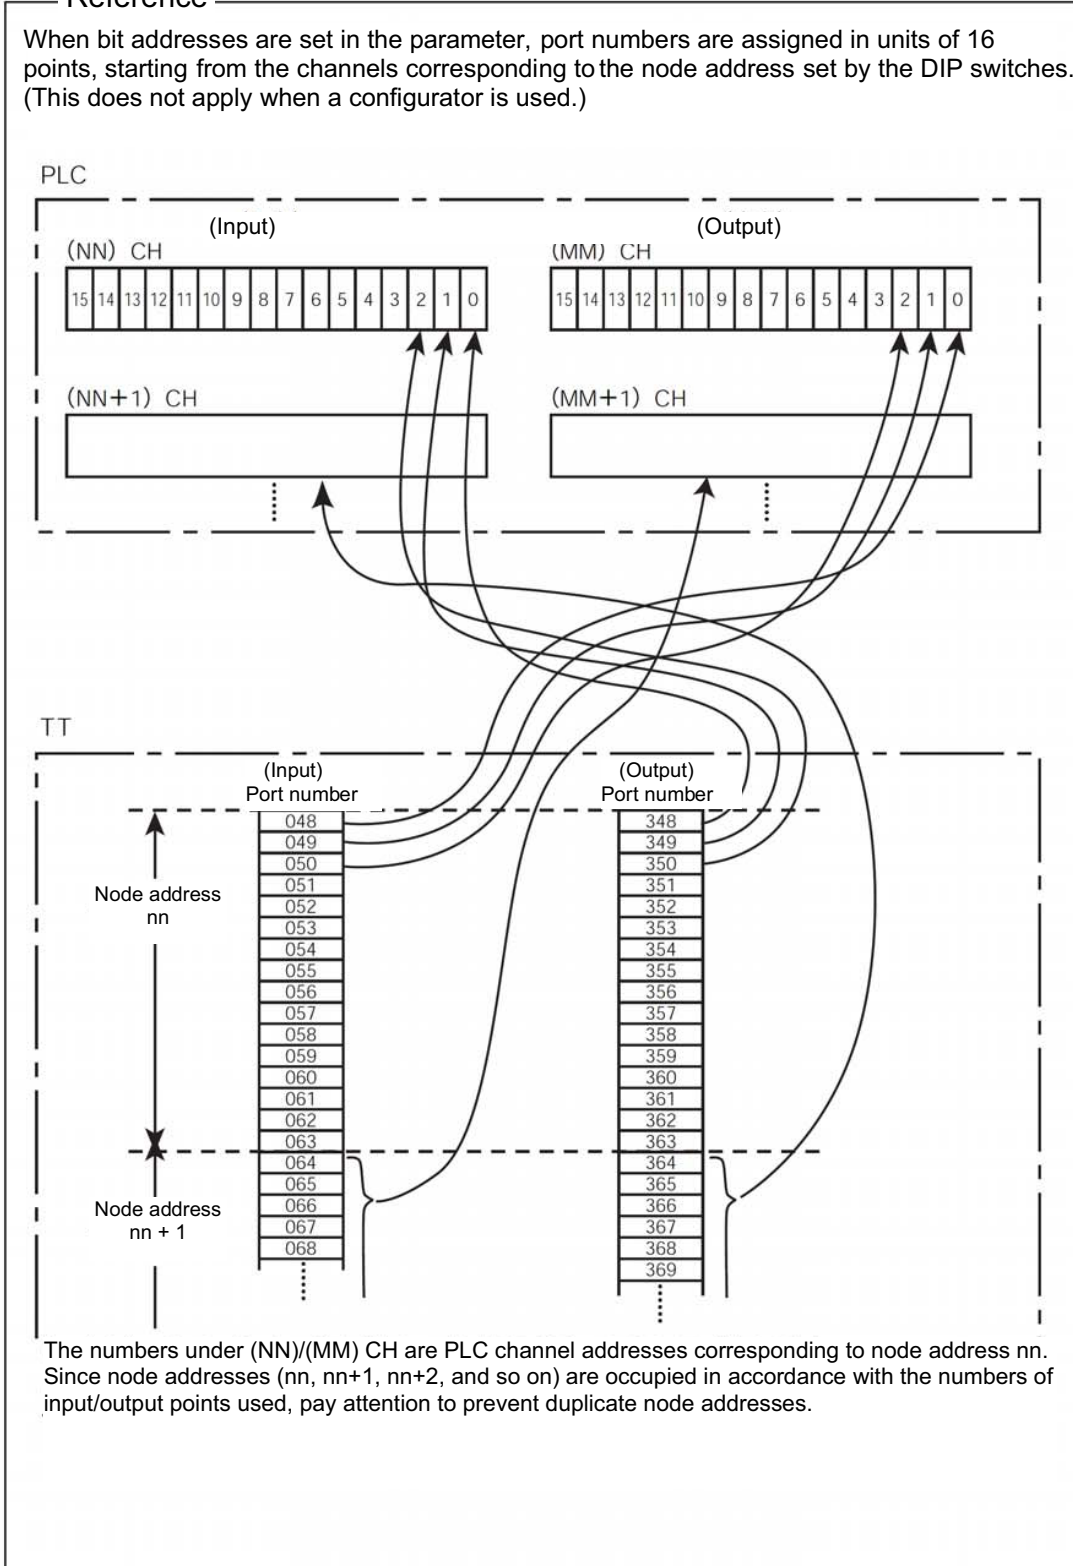 Reference
When bit addresses are set in the parameter, port numbers are assigned in units of 16
points, starting from the channels corresponding to the node address set by the DIP switches.
(This does not apply when a configurator is used.)
PLC
(Input)
(Output)
(NN) CH
(MM) CH
15 14 13 12 11 10 9 8 7 6 5 4 3 2 1 0
15 14 13 12 11 10 9 8 7 6 5 4 3 2 1 0
(NN+1) CH
(MM+1) CH
TT
(Input)
Port number
(Output)
Port number
Node address
nn
Node address
nn + 1
048
049
050
051
052
053
054
055
056
057
058
059
060
061
062
063
064
065
066
067
068
348
349
350
351
352
353
354
355
356
357
358
359
360
361
362
363
364
365
366
367
368
369
The numbers under (NN)/(MM) CH are PLC channel addresses corresponding to node address nn.
Since node addresses (nn, nn+1, nn+2, and so on) are occupied in accordance with the numbers of
input/output points used, pay attention to prevent duplicate node addresses.